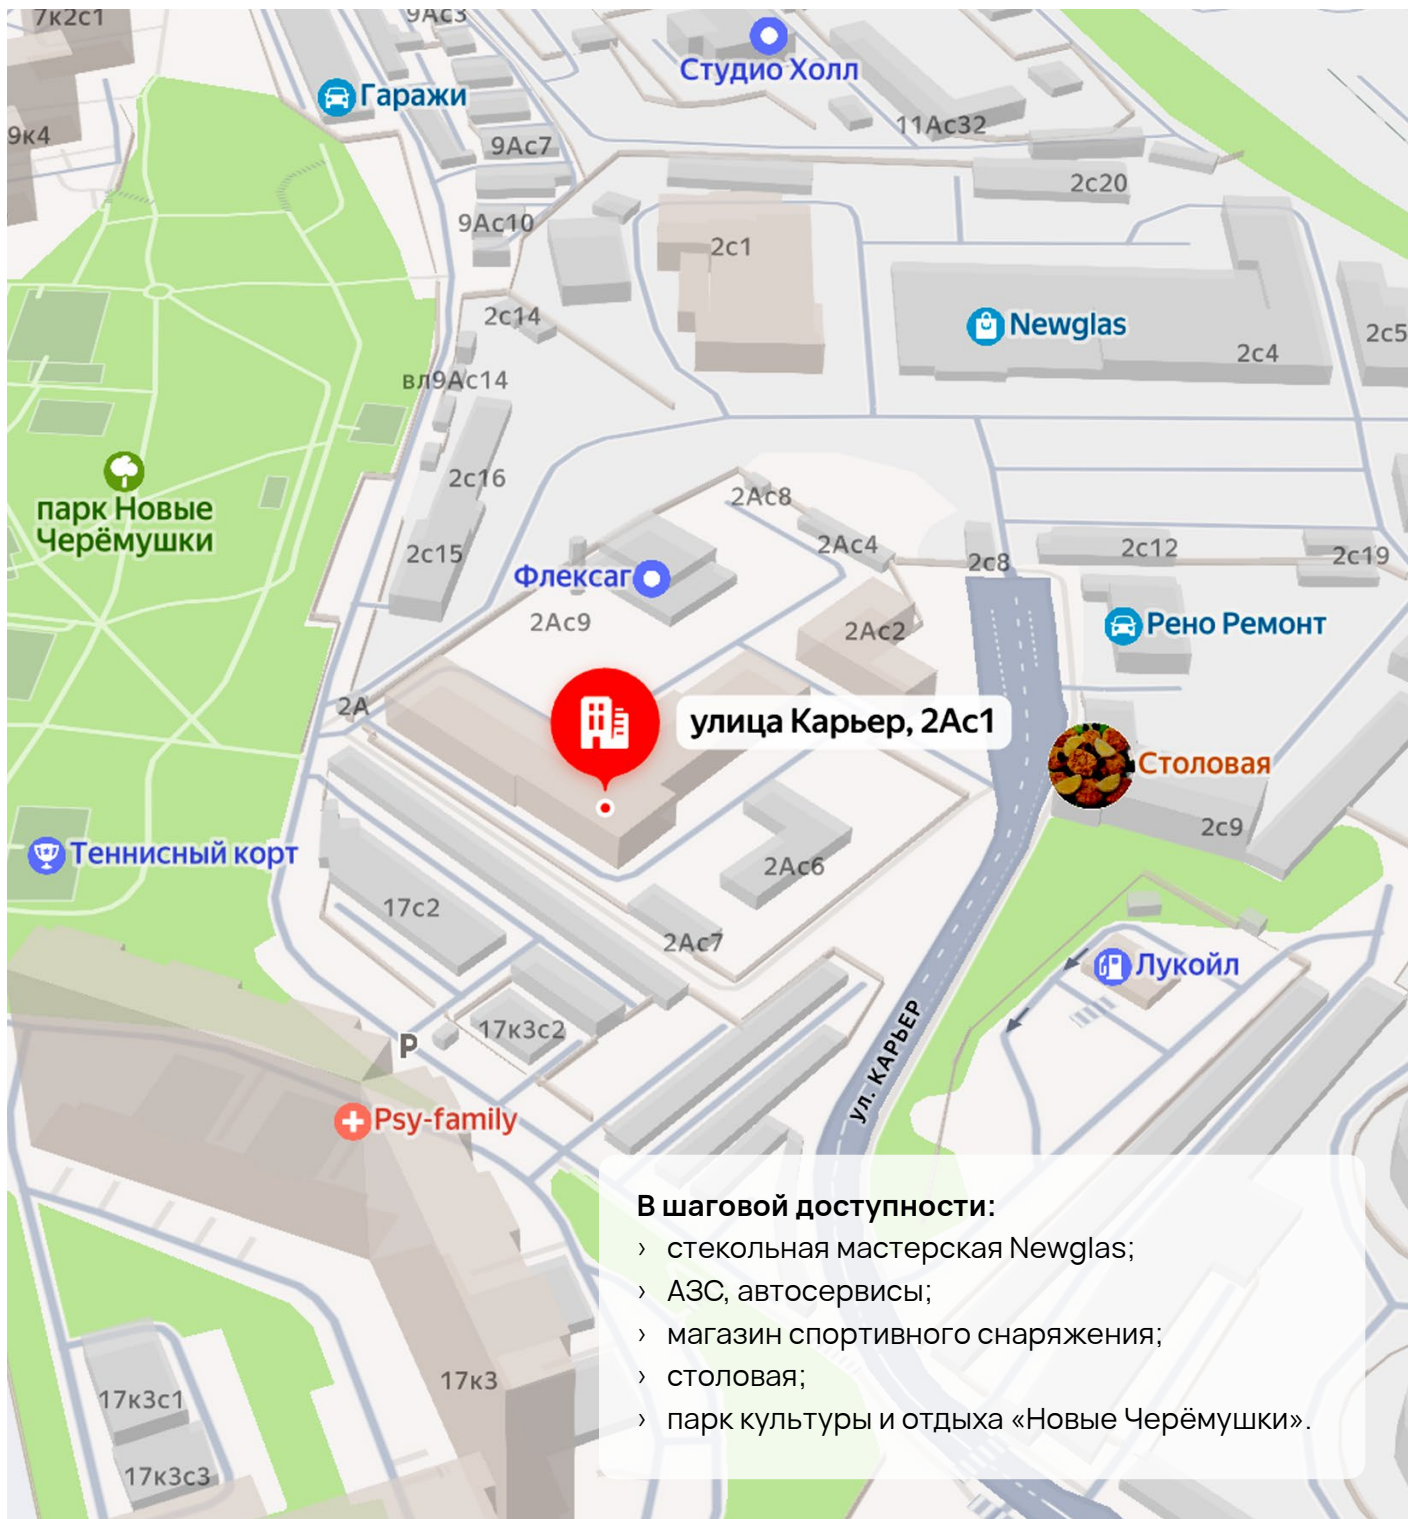 7к2с1
9Ас3
Студио Холл
Гаражи
11Ас32
9к4
9Ас7
2с20
9Ас10
2с1
2с14
Newglas
2с5
2с4
вл9Ас14
2с16
2Ас8
парк Новые
Черёмушки
2с15
2Ас4
2с12
2с19
2с8
Флексаг
2Ас9
2Ас2
Рено Ремонт
2А
улица Карьер, 2Ас1
Столовая
2с9
Теннисный корт
2Ас6
17с2
2Ас7
Лукойл
17к3с2
P
ул. КАРЬЕР
Psy-family
В шаговой доступности:
› стекольная мастерская Newglas;
› АЗС, автосервисы;
› магазин спортивного снаряжения;
› столовая;
› парк культуры и отдыха «Новые Черёмушки».
17к3
17к3с1
17к3с3